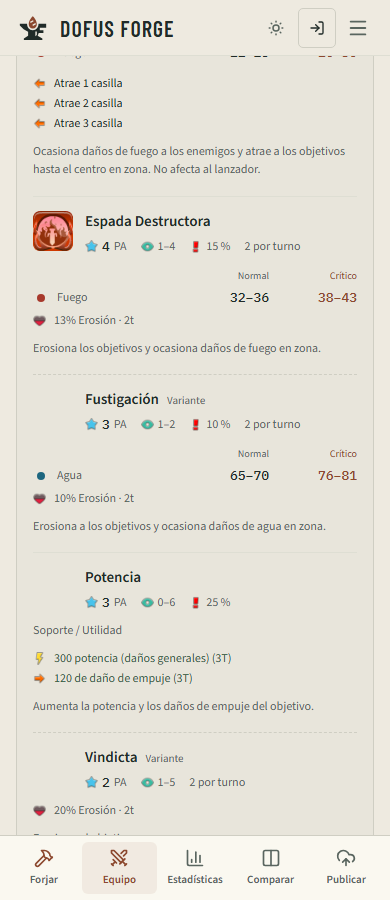 DOFUS FORGE
Atrae 1 casilla
Atrae 2 casilla
Atrae 3 casilla
Ocasiona daños de fuego a los enemigos y atrae a los objetivos
hasta el centro en zona. No afecta al lanzador.
Espada Destructora
4 PA 1–4 15 % 2 por turno
Normal Crítico
Fuego 32–36 38–43
13% Erosión · 2t
Erosiona los objetivos y ocasiona daños de fuego en zona.
Fustigación Variante
3 PA 1–2 10 % 2 por turno
Normal Crítico
Agua 65–70 76–81
10% Erosión · 2t
Erosiona a los objetivos y ocasiona daños de agua en zona.
Potencia
3 PA 0–6 25 %
Soporte / Utilidad
300 potencia (daños generales) (3T)
120 de daño de empuje (3T)
Aumenta la potencia y los daños de empuje del objetivo.
Vindicta Variante
2 PA 1–5 2 por turno
20% Erosión · 2t
Forjar Equipo Estadísticas Comparar Publicar